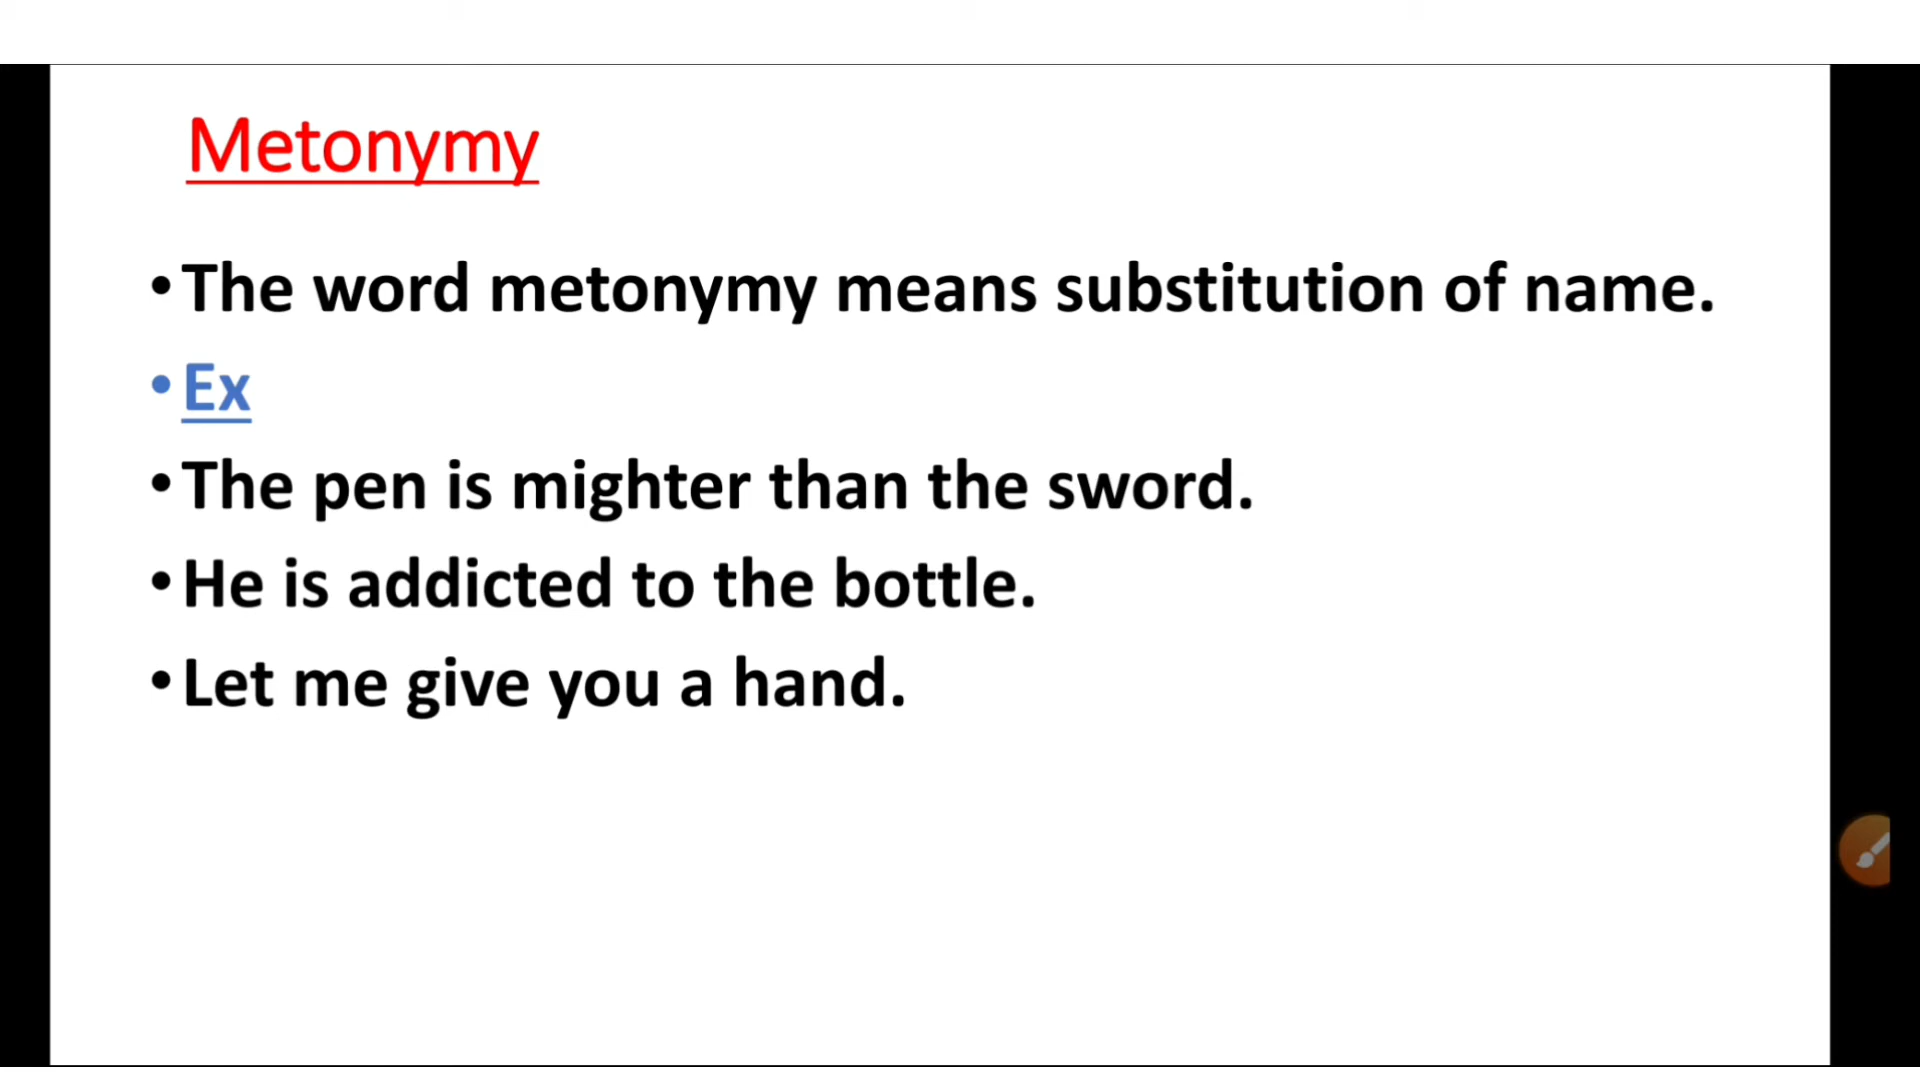 Metonymy
•The word metonymy means substitution of name.
•Ex
•The pen is mighter than the sword.
•He is addicted to the bottle.
•Let me give you a hand.